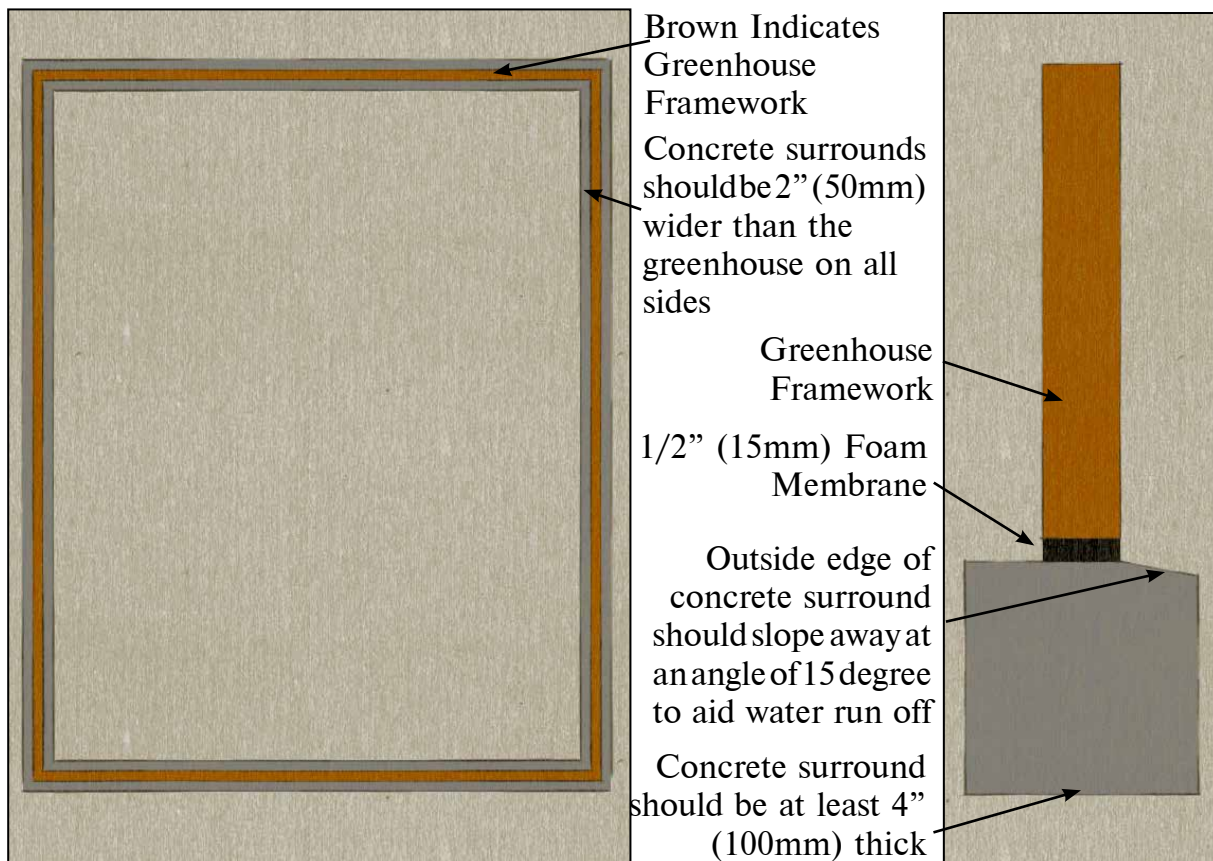 Brown Indicates
Greenhouse
Framework
Concrete surrounds
should be 2” (50mm)
wider than the
greenhouse on all
sides
Greenhouse
Framework
1/2” (15mm) Foam
Membrane
Outside edge of
concrete surround
should slope away at
an angle of 15 degree
to aid water run off
Concrete surround
should be at least 4”
(100mm) thick